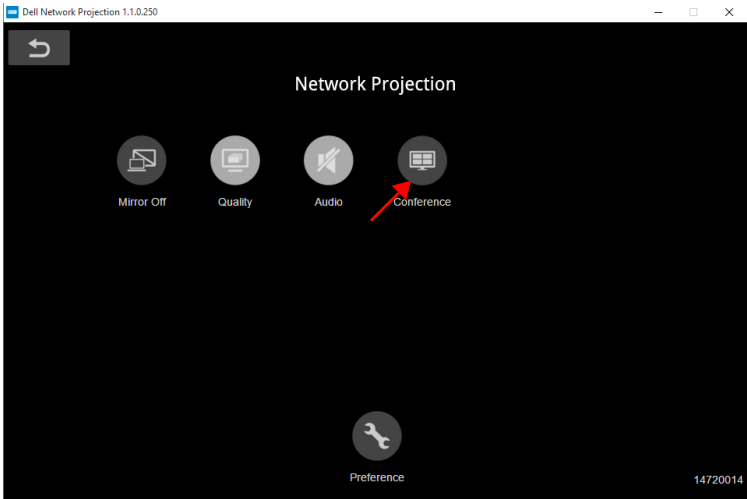 Dell Network Projection 1.1.0.250
Network Projection
Mirror Off
Quality
Audio
Conference
Preference
14720014